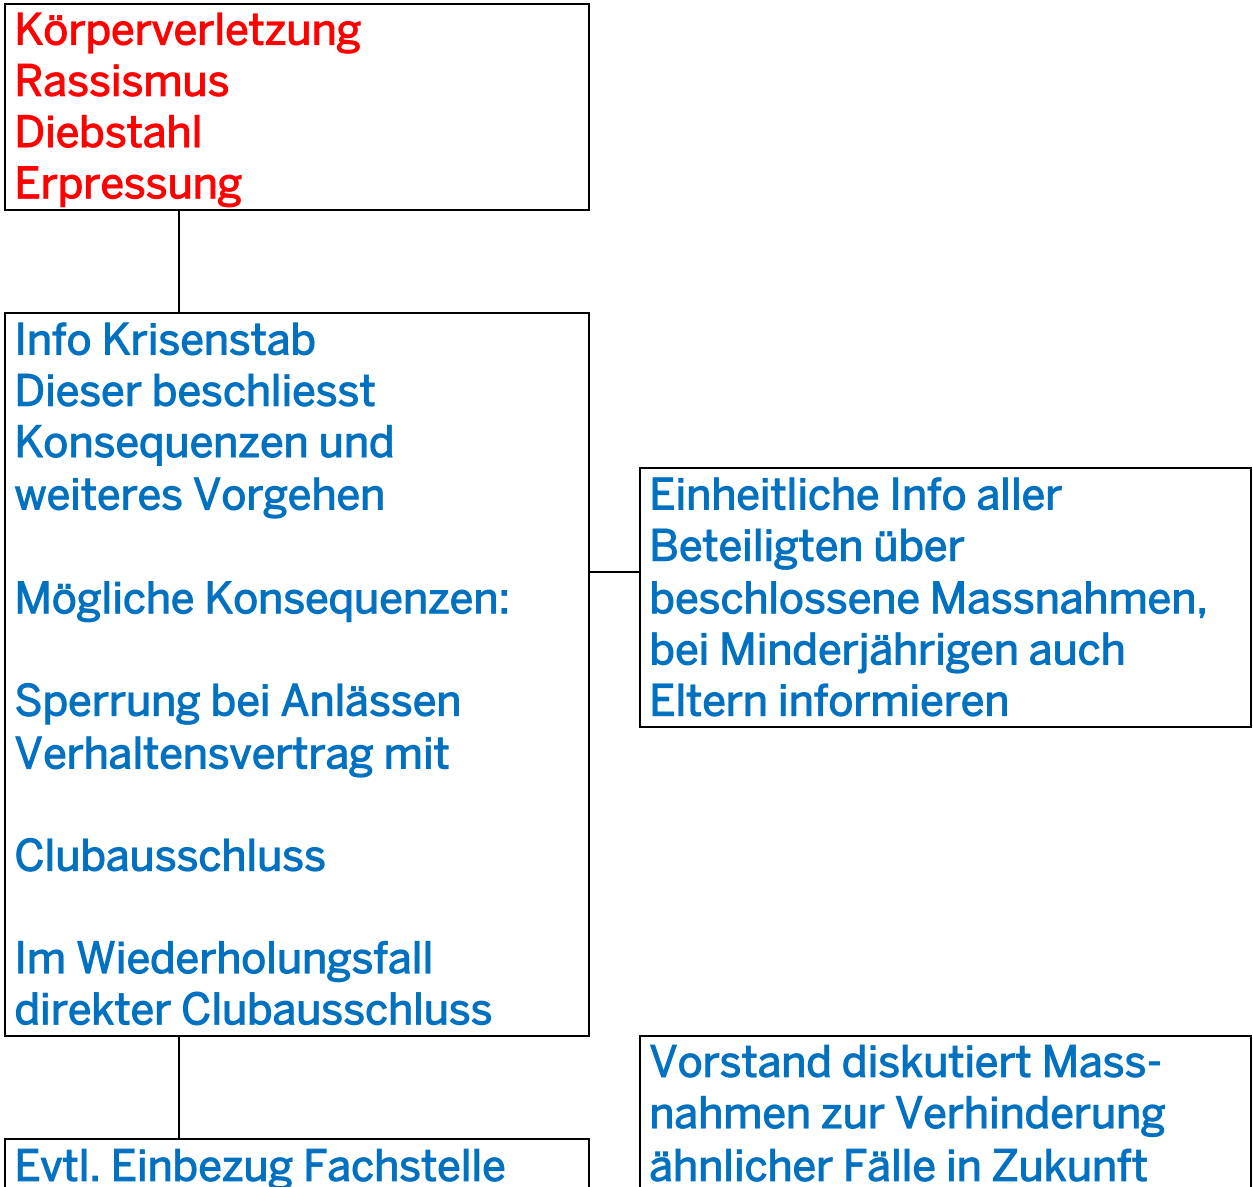 Körperverletzung
Rassismus
Diebstahl
Erpressung
Info Krisenstab
Dieser beschliesst
Konsequenzen und
weiteres Vorgehen
Mögliche Konsequenzen:
Sperrung bei Anlässen
Verhaltensvertrag mit
Clubausschluss
Im Wiederholungsfall
direkter Clubausschluss
Einheitliche Info aller
Beteiligten über
beschlossene Massnahmen,
bei Minderjährigen auch
Eltern informieren
Evtl. Einbezug Fachstelle
Vorstand diskutiert Mass-
nahmen zur Verhinderung
ähnlicher Fälle in Zukunft